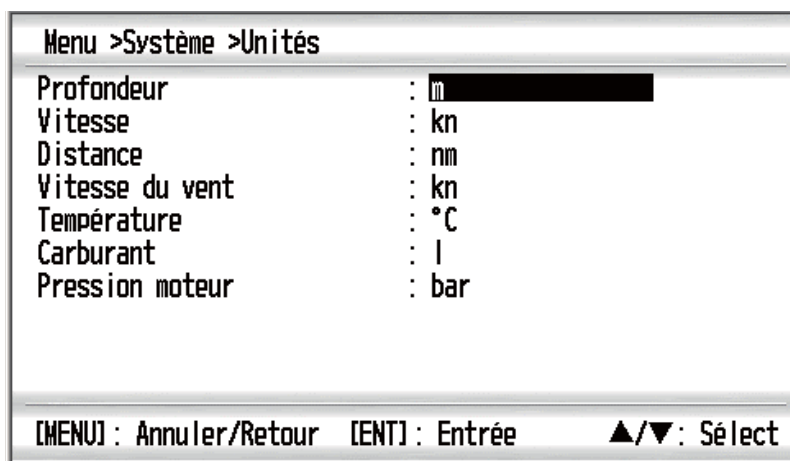 Menu >Système >Unités
Profondeur : m
Vitesse : kn
Distance : nm
Vitesse du vent : kn
Température : °C
Carburant : l
Pression moteur : bar
[MENU] : Annuler/Retour [ENT] : Entrée ▲/▼: Sélect